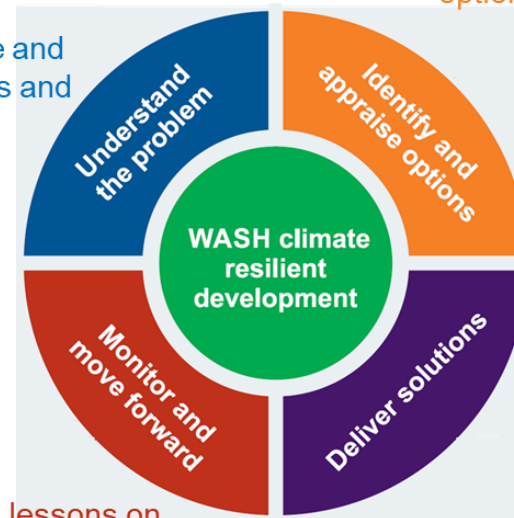 option
e and
s and
Understand
the problem
Identify and
appraise options
WASH climate
resilient
development
Monitor and
move forward
Deliver solutions
lessons on